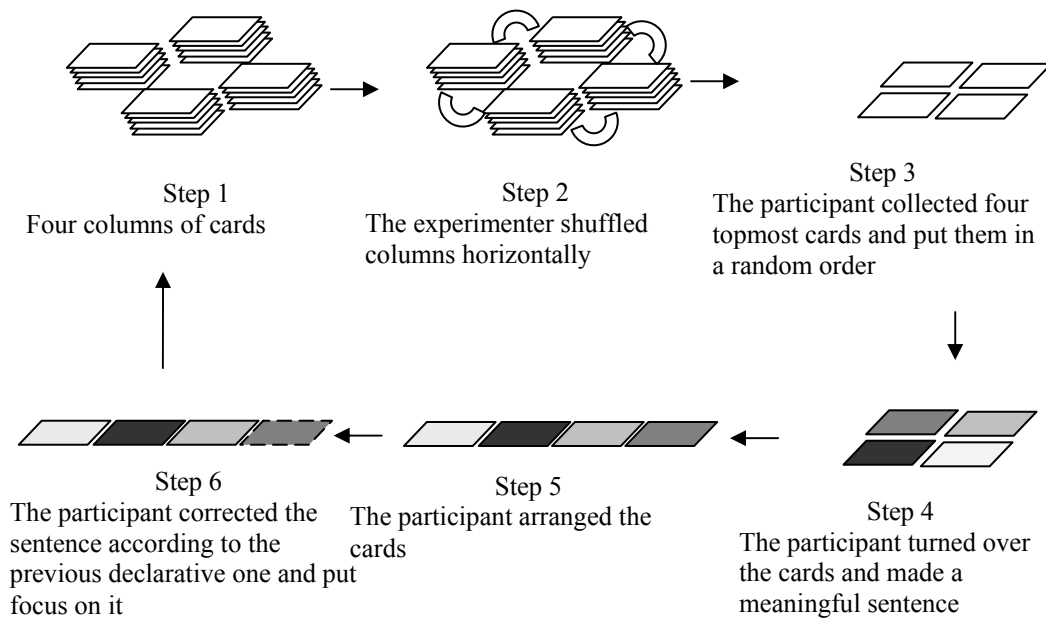 Step 1
Four columns of cards
Step 2
The experimenter shuffled
columns horizontally
Step 3
The participant collected four
topmost cards and put them in
a random order
Step 4
The participant turned over
the cards and made a
meaningful sentence
Step 5
The participant arranged the
cards
Step 6
The participant corrected the
sentence according to the
previous declarative one and put
focus on it